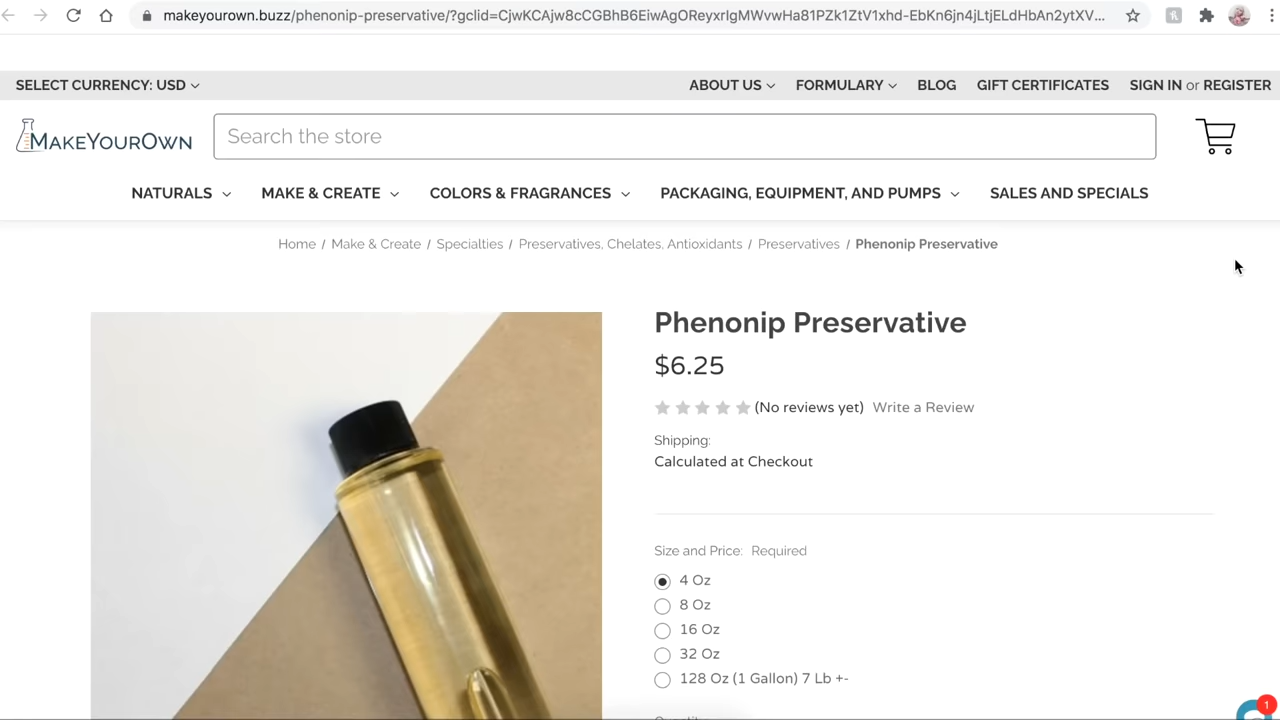 makeyourown.buzz/phenonip-preservative/?gclid=CjwKCAjw8cCGBhB6EiwAgOReyxrIgMWvwHa81PZk1ZtV1xhd-EbKn6jn4jLtjELdHbAn2ytXV...
SELECT CURRENCY: USD ABOUT US FORMULARY BLOG GIFT CERTIFICATES SIGN IN or REGISTER
MAKEYOUROWN Search the store
NATURALS MAKE & CREATE COLORS & FRAGRANCES PACKAGING, EQUIPMENT, AND PUMPS SALES AND SPECIALS
Home / Make & Create / Specialties / Preservatives, Chelates. Antioxidants / Preservatives / Phenonip Preservative
Phenonip Preservative
$6.25
(No reviews yet) Write a Review
Shipping:
Calculated at Checkout
Size and Price: Required
4 Oz
8 Oz
16 Oz
32 Oz
128 Oz (1 Gallon) 7 Lb +-
1